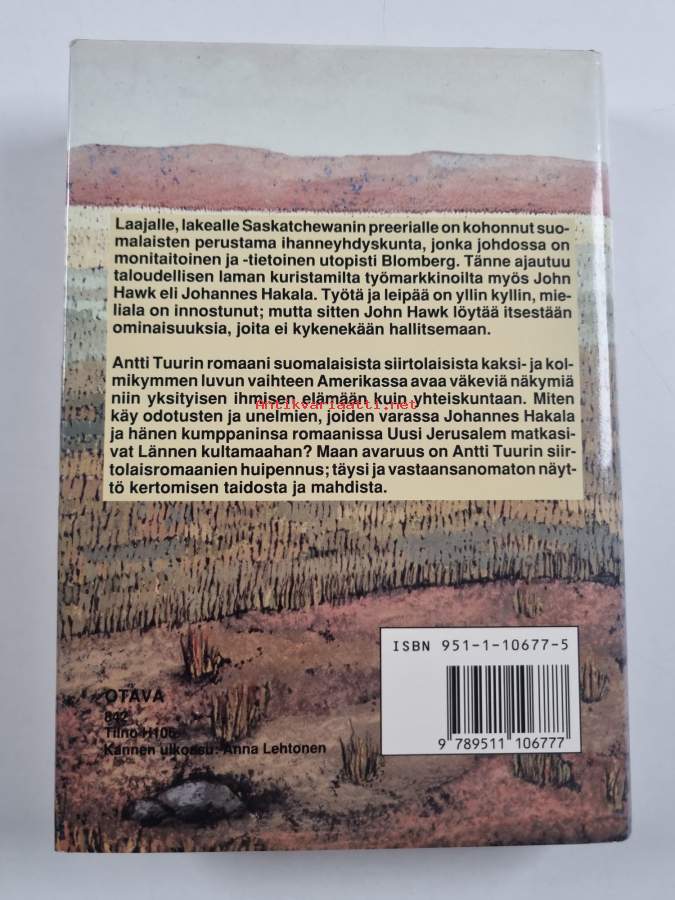 Laajalle, lakealle Saskatchewanin preerialle on kohonnut suo-
malaisten perustama ihanneyhdyskunta, jonka johdossa on
monitaitoinen ja -tietoinen utopisti Blomberg. Tänne ajautuu
taloudellisen laman kuristamilta työmarkkinoilta myös John
Hawk eli Johannes Hakala. Työtä ja leipää on yllin kyllin, mie-
liala on innostunut; mutta sitten John Hawk löytää itsestään
ominaisuuksia, joita ei kykenekään hallitsemaan.
Antti Tuurin romaani suomalaisista siirtolaisista kaksi- ja kol-
mikymmen luvun vaihteen Amerikassa avaa väkeviä näkymiä
niin yksityisen ihmisen elämään kuin yhteiskuntaan. Miten
Antikvariaatti.net
käy odotusten ja unelmien, joiden varassa Johannes Hakala
ja hänen kumppaninsa romaanissa Uusi Jerusalem matkasi-
vat Lännen kultamaahan? Maan avaruus on Antti Tuurin siir-
tolaisromaanien huipennus; täysi ja vastaansanomaton näyt-
tö kertomisen taidosta ja mahdista.
ISBN 951-1-10677-5
9 789511 106777
OTAVA
842
Tilno H106
Kannen ulkoasu: Anna Lehtonen